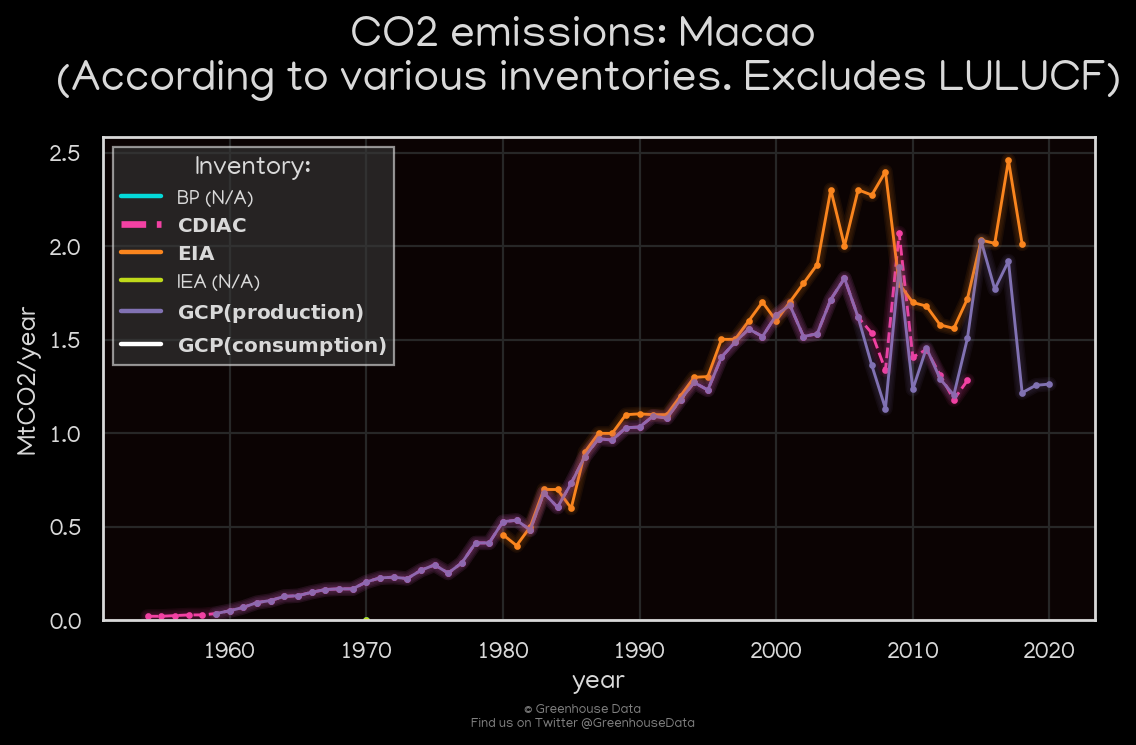 CO2 emissions: Macao
(According to various inventories. Excludes LULUCF)
Inventory:
BP (N/A)
CDIAC
EIA
IEA (N/A)
GCP(production)
GCP(consumption)
MtCO2/year
2.5
2.0
1.5
1.0
0.5
0.0
1960 1970 1980 1990 2000 2010 2020
year
© Greenhouse Data
Find us on Twitter @GreenhouseData